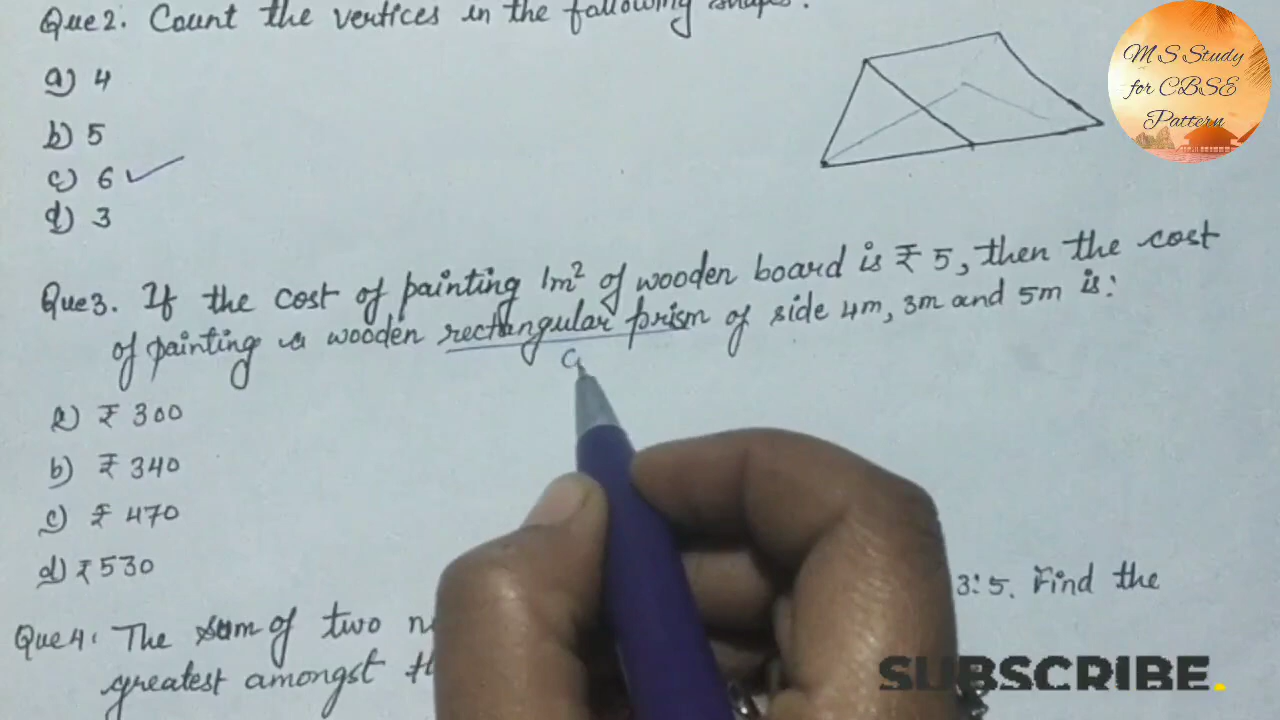 Que2. Count the vertices in the following shapes.
a) 4
b) 5
c) 6
d) 3
Que3. If the cost of painting 1m² of wooden board is ₹ 5, then the cost
of painting a wooden rectangular prism of side 4m, 3m and 5m is:
a) ₹ 300
b) ₹ 340
c) ₹ 470
d) ₹ 530
Que4. The sum of two 3:5. Find the
greatest amongst
M S Study
for CBSE
Pattern
SUBSCRIBE.